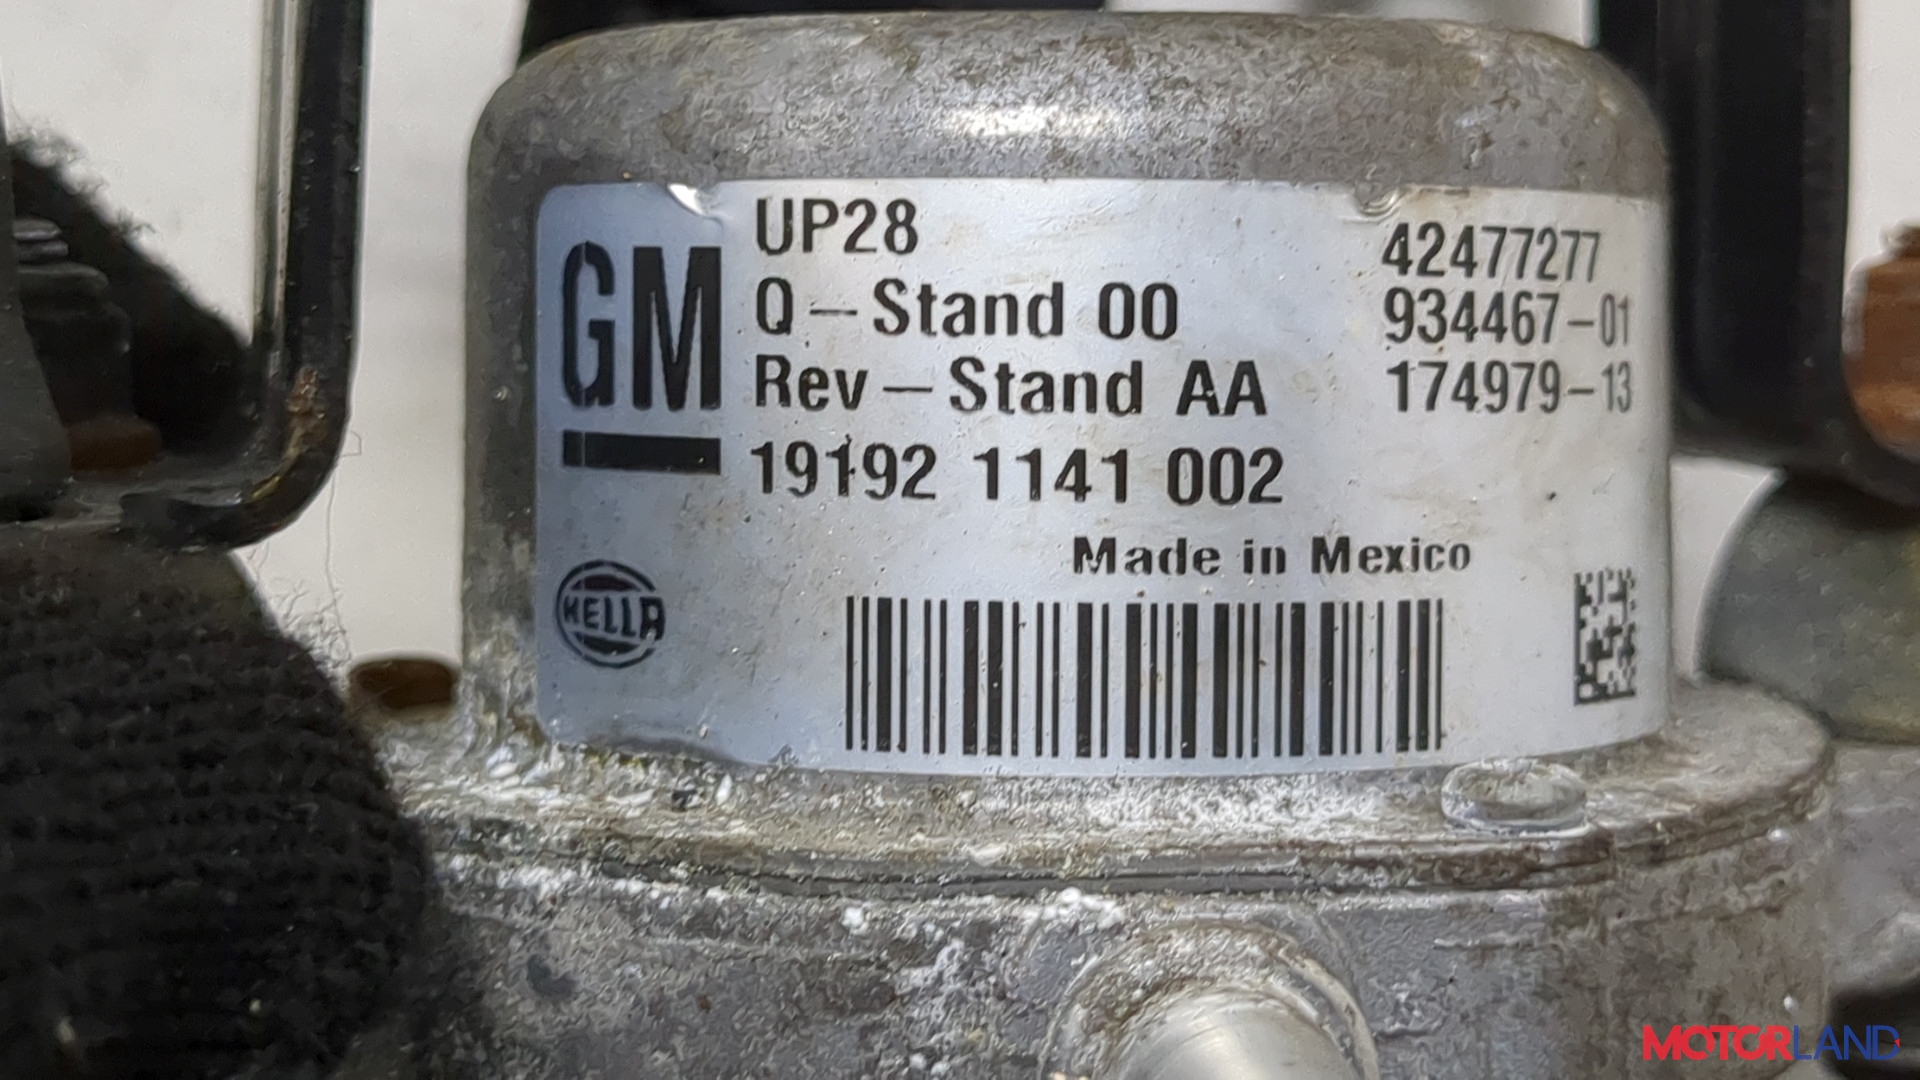 GM
UP28
Q-Stand 00
Rev-Stand AA
19192 1141 002
42477277
934467-01
174979-13
Made in Mexico
HELLA
MOTORLAND